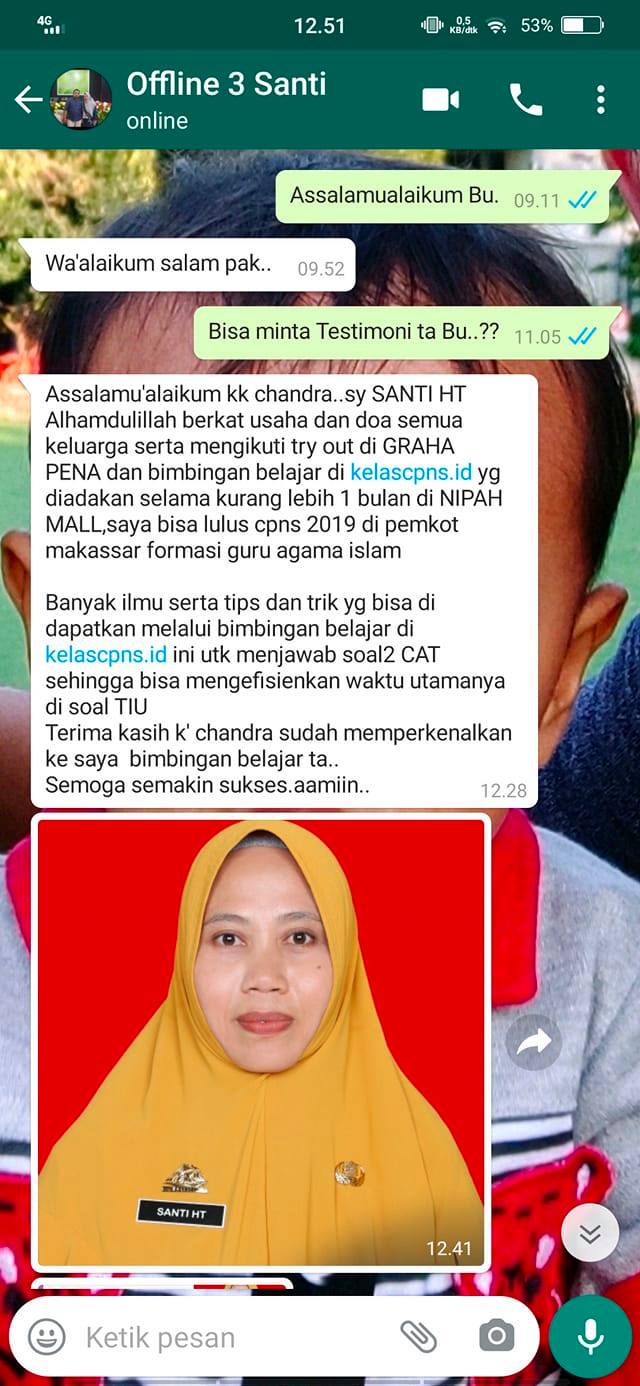 4G
12.51
0,5
KB/dtk
53%
Offline 3 Santi
online
Assalamualaikum Bu. 09.11
Wa'alaikum salam pak.. 09.52
Bisa minta Testimoni ta Bu..?? 11.05
Assalamu'alaikum kk chandra..sy SANTI HT
Alhamdulillah berkat usaha dan doa semua
keluarga serta mengikuti try out di GRAHA
PENA dan bimbingan belajar di kelascpns.id yg
diadakan selama kurang lebih 1 bulan di NIPAH
MALL,saya bisa lulus cpns 2019 di pemkot
makassar formasi guru agama islam
Banyak ilmu serta tips dan trik yg bisa di
dapatkan melalui bimbingan belajar di
kelascpns.id ini utk menjawab soal2 CAT
sehingga bisa mengefisienkan waktu utamanya
di soal TIU
Terima kasih k' chandra sudah memperkenalkan
ke saya  bimbingan belajar ta..
Semoga semakin sukses.aamiin.. 12.28
SANTI HT
12.41
Ketik pesan